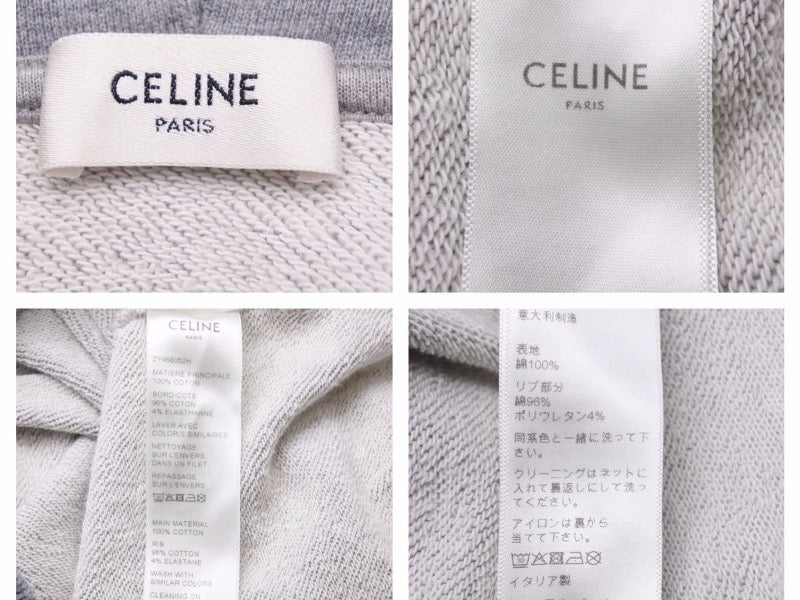 CELINE
PARIS
CELINE
PARIS
CELINE
PARIS
2Y466052H
MATIERE PRINCIPALE
100% COTON
BORD-COTE
96% COTON
4% ELASTHANNE
LAVER AVEC
COLORIS SIMILAIRES
NETTOYAGE
SUR L'ENVERS
DANS UN FILET
REPASSAGE
SUR L'ENVERS
MAIN MATERIAL
100% COTTON
RIB
96% COTTON
4% ELASTANE
WASH WITH
SIMILAR COLORS
CLEANING ON
意大利制造
表地
綿100%
リブ部分
綿96%
ポリウレタン4%
同系色と一緒に洗って下
さい。
クリーニングはネットに
入れて裏返しにして洗っ
てください。
アイロンは裏から
当てて下さい。
イタリア製